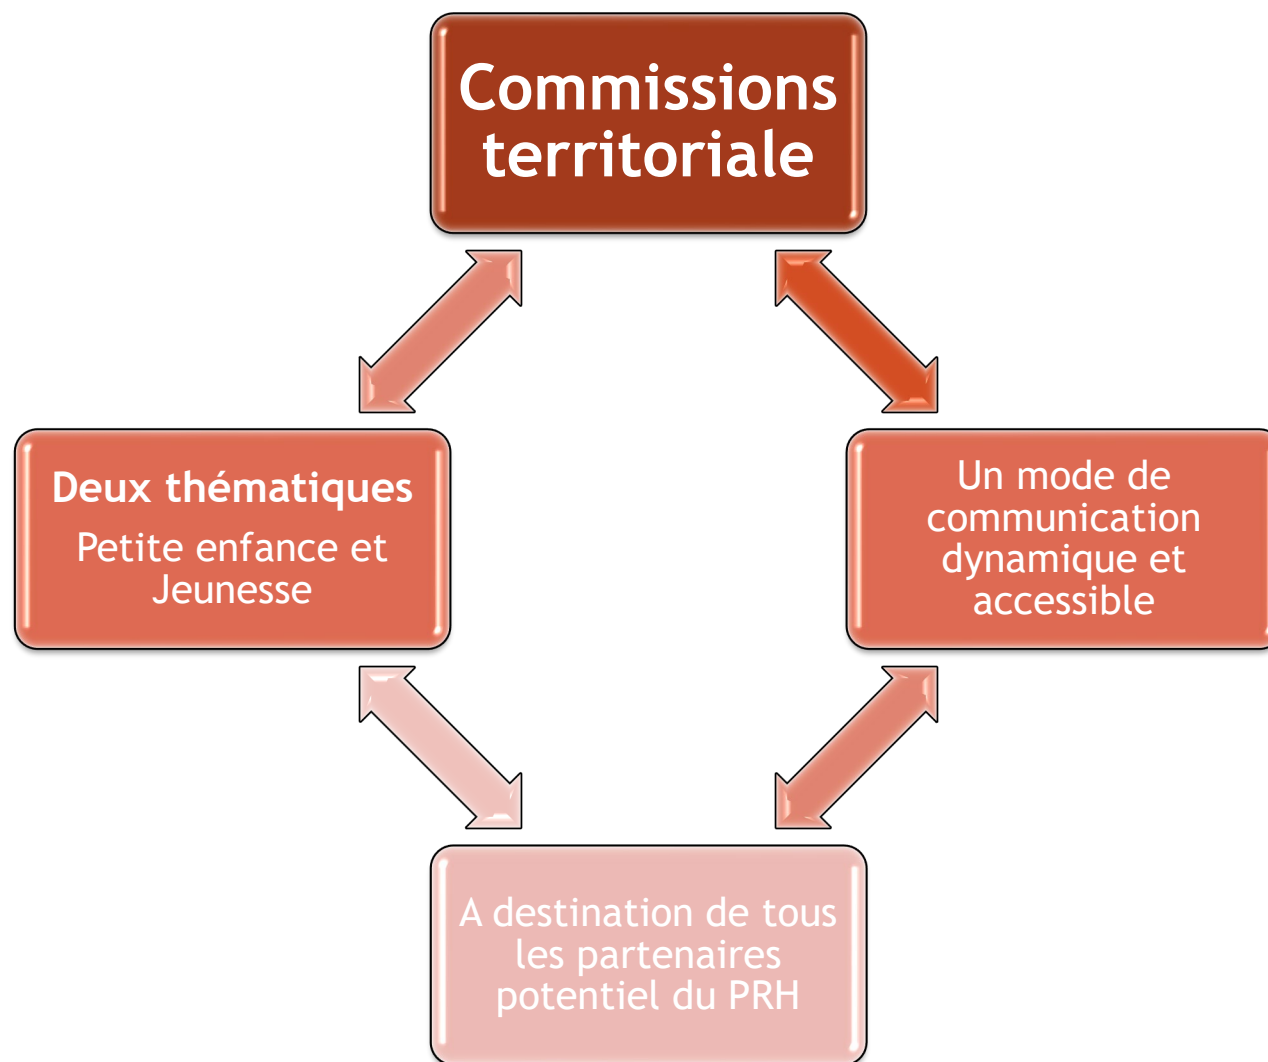 Commissions
territoriale
Deux thématiques
Petite enfance et
Jeunesse
Un mode de
communication
dynamique et
accessible
A destination de tous
les partenaires
potentiel du PRH